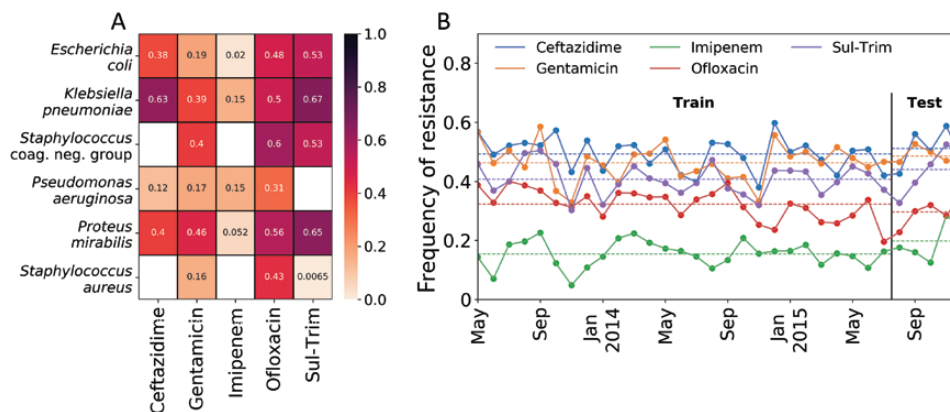 A
Escherichia
coli
0.38 0.19 0.02 0.48 0.53
Klebsiella
pneumoniae
0.63 0.39 0.15 0.5 0.67
Staphylococcus
coag. neg. group
0.4 0.6 0.53
Pseudomonas
aeruginosa
0.12 0.17 0.15 0.31
Proteus
mirabilis
0.4 0.46 0.052 0.56 0.65
Staphylococcus
aureus
0.16 0.43 0.0065
Ceftazidime
Gentamicin
Imipenem
Ofloxacin
Sul-Trim
1.0
0.8
0.6
0.4
0.2
0.0
B
Frequency of resistance
0.8
0.6
0.4
0.2
0
Ceftazidime Imipenem Sul-Trim
Gentamicin Ofloxacin
Train Test
May
Sep
Jan
2014
May
Sep
Jan
2015
May
Sep